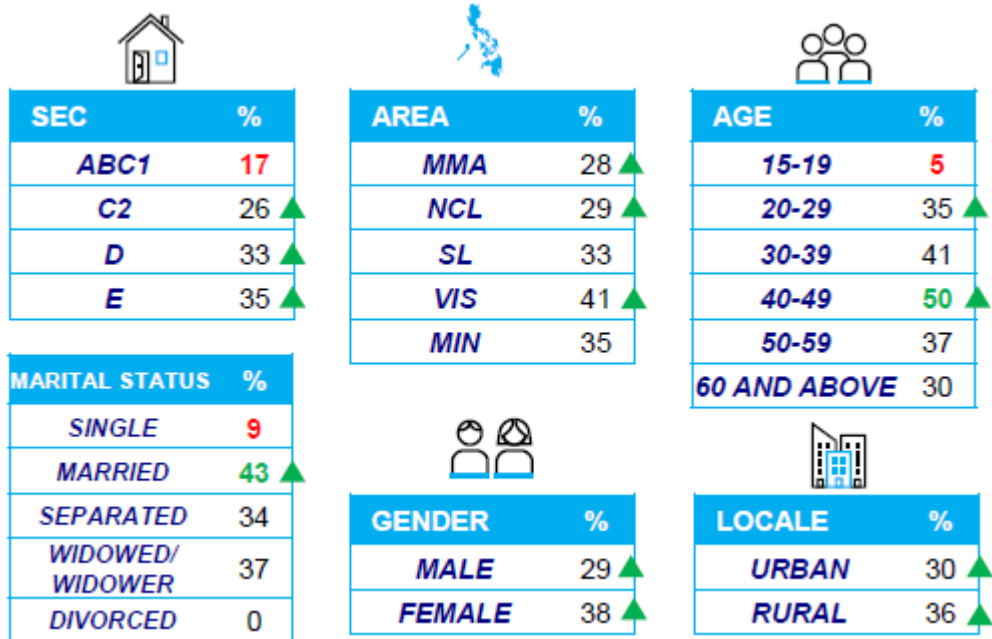 SEC %
ABC1 17
C2 26
D 33
E 35
AREA %
MMA 28
NCL 29
SL 33
VIS 41
MIN 35
AGE %
15-19 5
20-29 35
30-39 41
40-49 50
50-59 37
60 AND ABOVE 30
MARITAL STATUS %
SINGLE 9
MARRIED 43
SEPARATED 34
WIDOWED/
WIDOWER 37
DIVORCED 0
GENDER %
MALE 29
FEMALE 38
LOCALE %
URBAN 30
RURAL 36